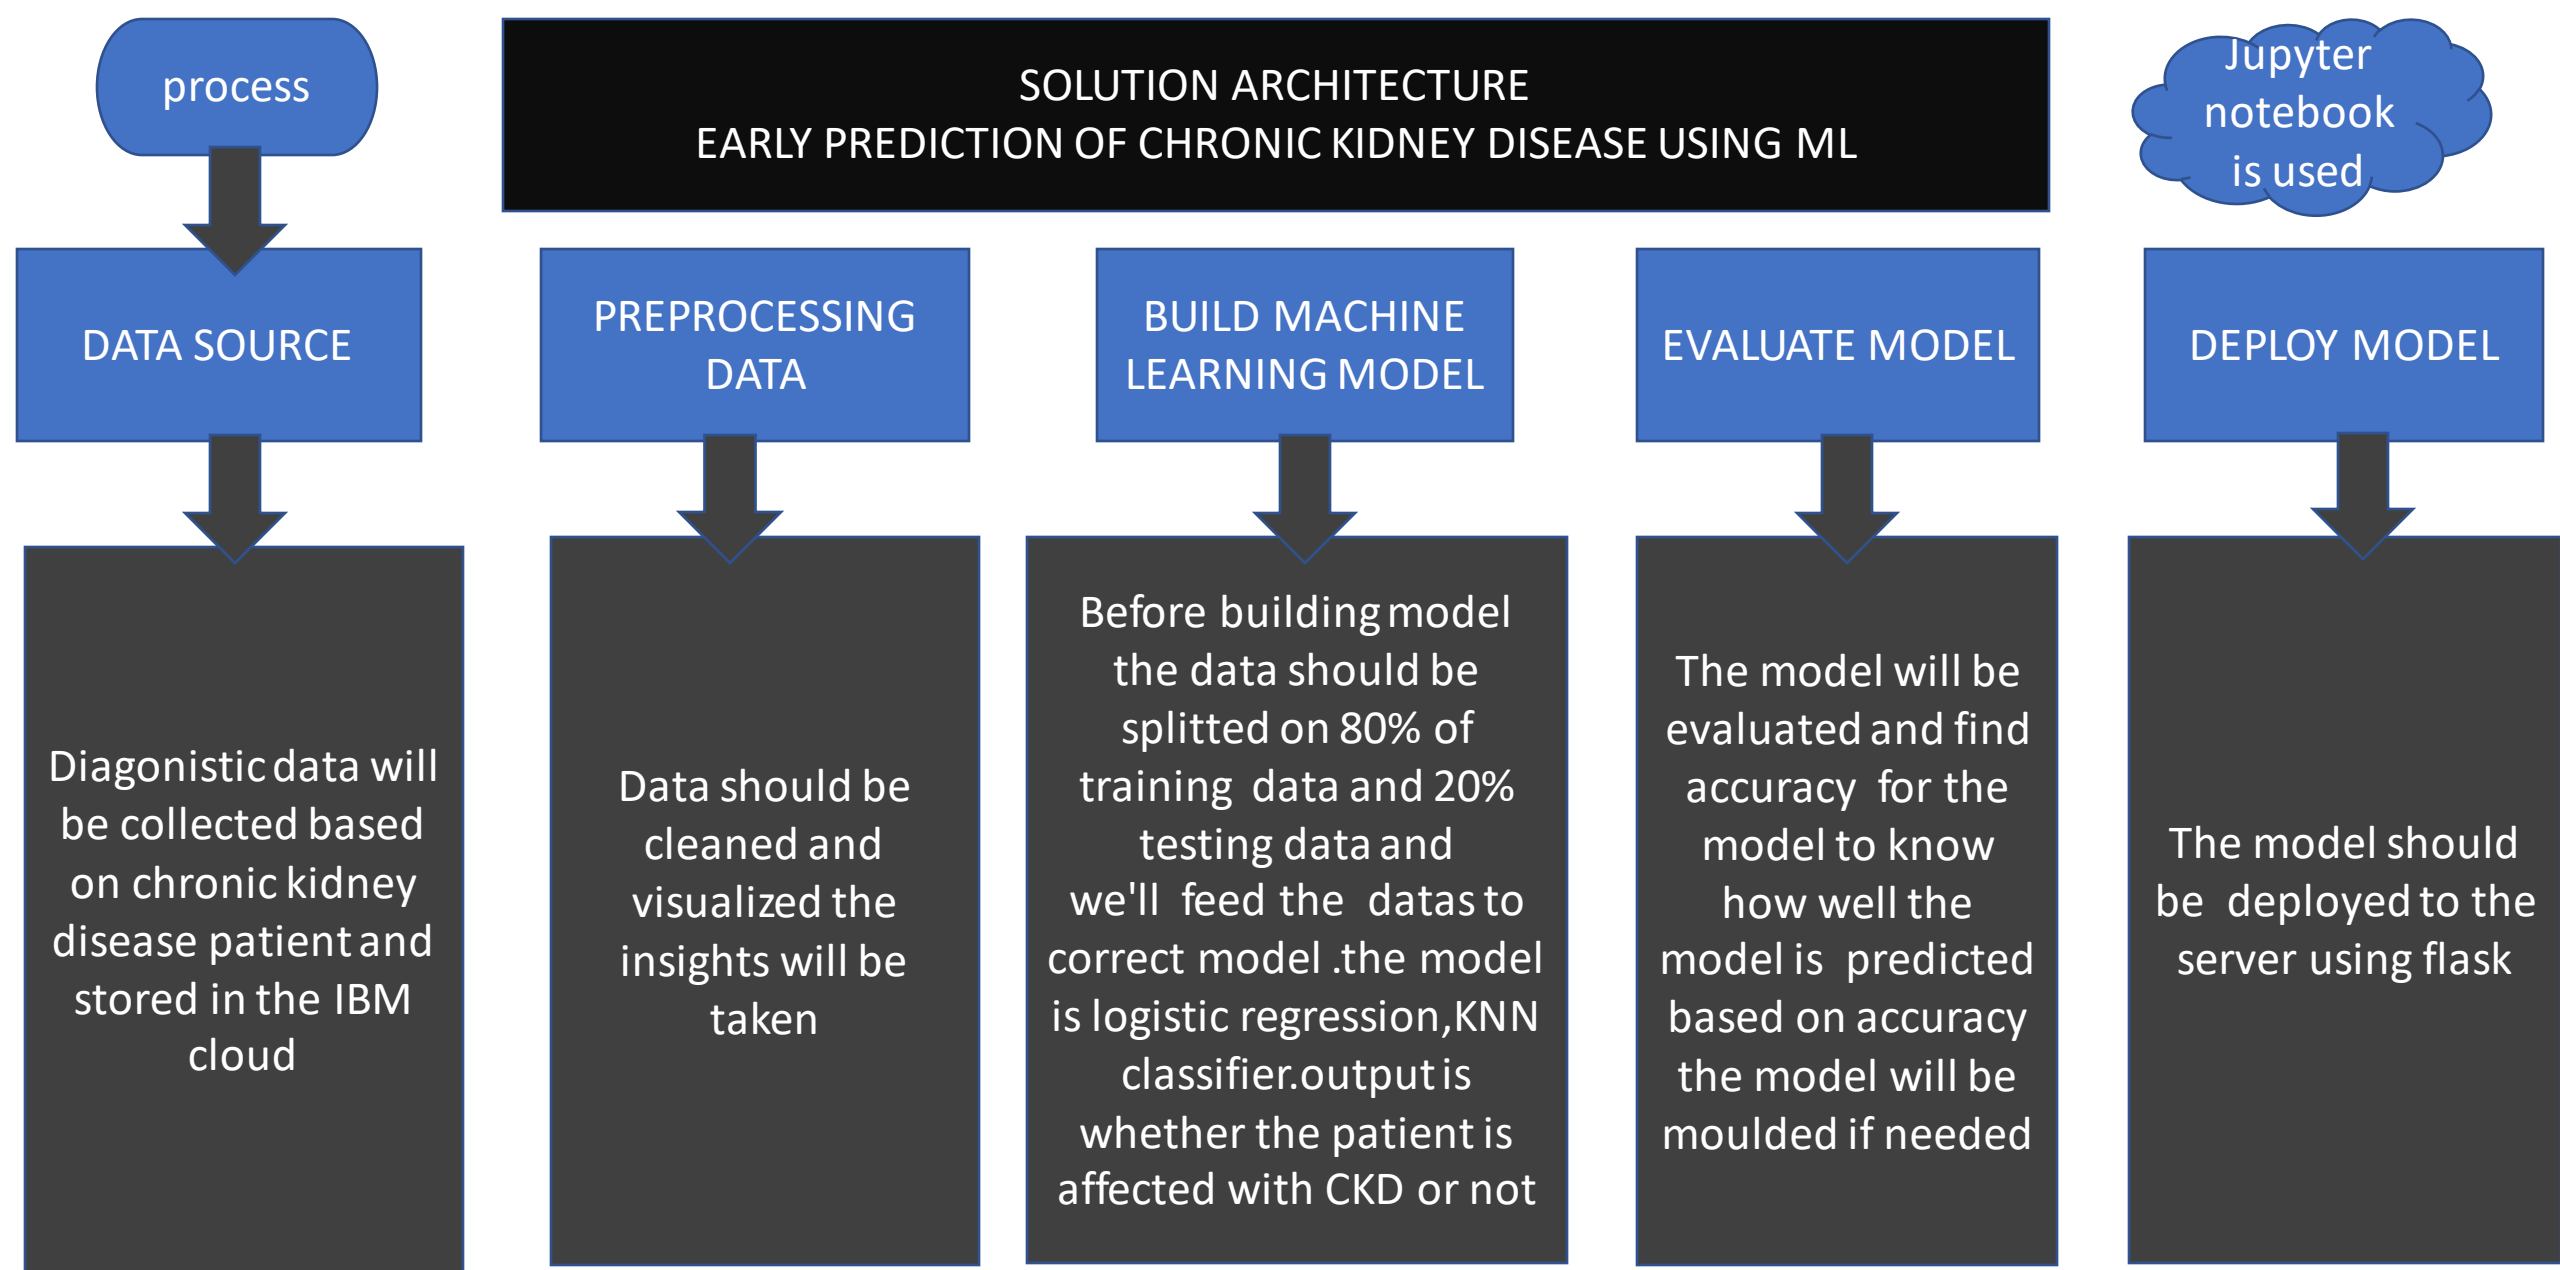 process
SOLUTION ARCHITECTURE
EARLY PREDICTION OF CHRONIC KIDNEY DISEASE USING ML
Jupyter
notebook
is used
DATA SOURCE
PREPROCESSING
DATA
BUILD MACHINE
LEARNING MODEL
EVALUATE MODEL
DEPLOY MODEL
Diagonistic data will
be collected based
on chronic kidney
disease patient and
stored in the IBM
cloud
Data should be
cleaned and
visualized the
insights will be
taken
Before building model
the data should be
splitted on 80% of
training data and 20%
testing data and
we'll feed the datas to
correct model .the model
is logistic regression,KNN
classifier.output is
whether the patient is
affected with CKD or not
The model will be
evaluated and find
accuracy for the
model to know
how well the
model is predicted
based on accuracy
the model will be
moulded if needed
The model should
be deployed to the
server using flask